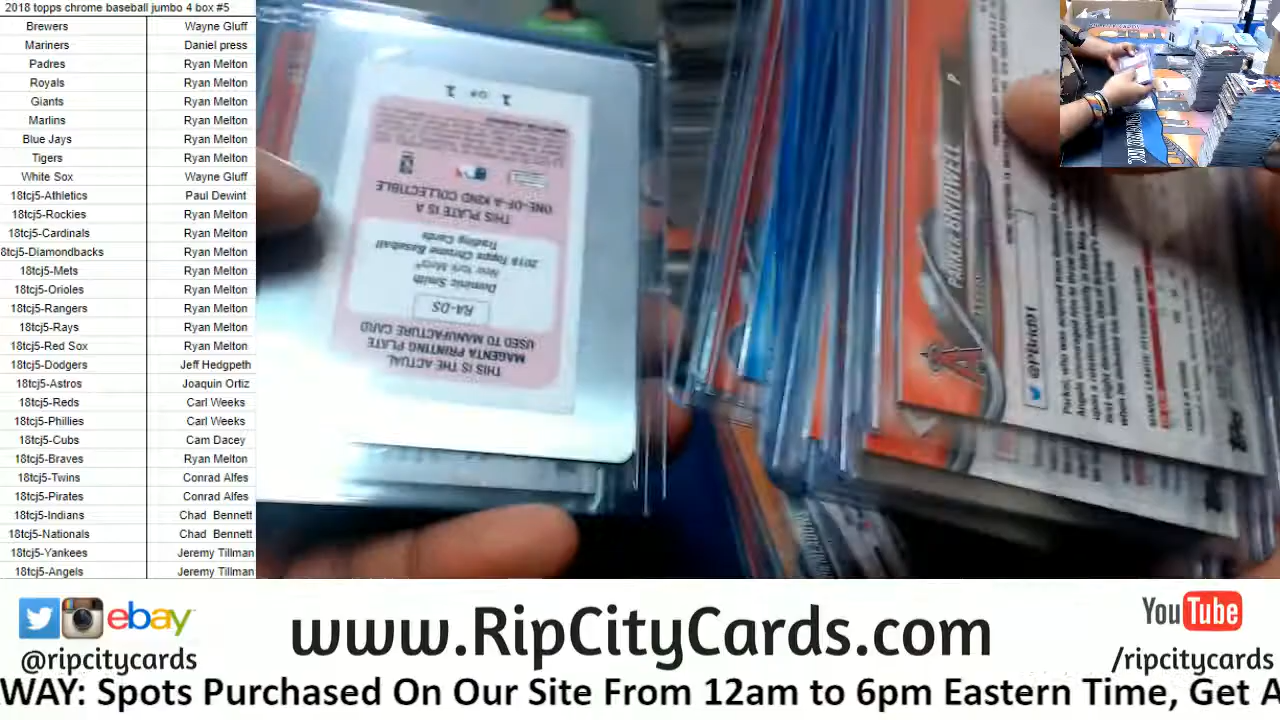 2018 topps chrome baseball jumbo 4 box #5
Brewers Wayne Gluff
Mariners Daniel press
Padres Ryan Melton
Royals Ryan Melton
Giants Ryan Melton
Marlins Ryan Melton
Blue Jays Ryan Melton
Tigers Ryan Melton
White Sox Wayne Gluff
18tcj5-Athletics Paul Dewint
18tcj5-Rockies Ryan Melton
18tcj5-Cardinals Ryan Melton
8tcj5-Diamondbacks Ryan Melton
18tcj5-Mets Ryan Melton
18tcj5-Orioles Ryan Melton
18tcj5-Rangers Ryan Melton
18tcj5-Rays Ryan Melton
18tcj5-Red Sox Ryan Melton
18tcj5-Dodgers Jeff Hedgpeth
18tcj5-Astros Joaquin Ortiz
18tcj5-Reds Carl Weeks
18tcj5-Phillies Carl Weeks
18tcj5-Cubs Cam Dacey
18tcj5-Braves Ryan Melton
18tcj5-Twins Conrad Alfes
18tcj5-Pirates Conrad Alfes
18tcj5-Indians Chad Bennett
18tcj5-Nationals Chad Bennett
18tcj5-Yankees Jeremy Tillman
18tcj5-Angels Jeremy Tillman
THIS IS THE ACTUAL
MAGENTA PRINTING PLATE
USED TO MANUFACTURE CARD
RA-DS
Dominic Smith
New York Mets
2018 Topps Chrome Baseball
Trading Cards
THIS PLATE IS A
ONE-OF-A-KIND COLLECTIBLE
1 OF 1
P
PARKER BRIDWELL
@PBrid21
topps
ebay
@ripcitycards
www.RipCityCards.com
YouTube
/ripcitycards
WAY: Spots Purchased On Our Site From 12am to 6pm Eastern Time, Get A